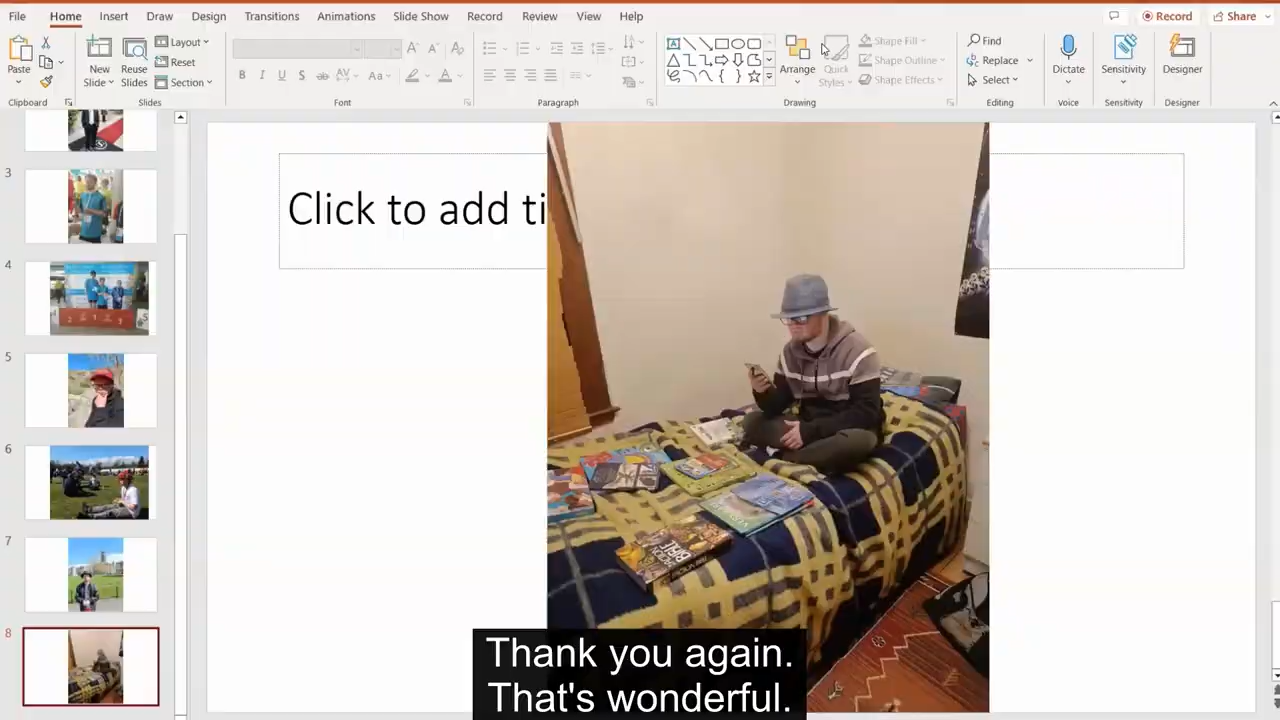 File Home Insert Draw Design Transitions Animations Slide Show Record Review View Help Record Share
Paste
New
Slide
Reuse
Slides
Layout
Reset
Section
Arrange
Quick
Styles
Shape Fill
Shape Outline
Shape Effects
Find
Replace
Select
Dictate
Sensitivity
Designer
Clipboard Slides Font Paragraph Drawing Editing Voice Sensitivity Designer
3
4
5
6
7
8
Click to add ti
Thank you again.
That's wonderful.